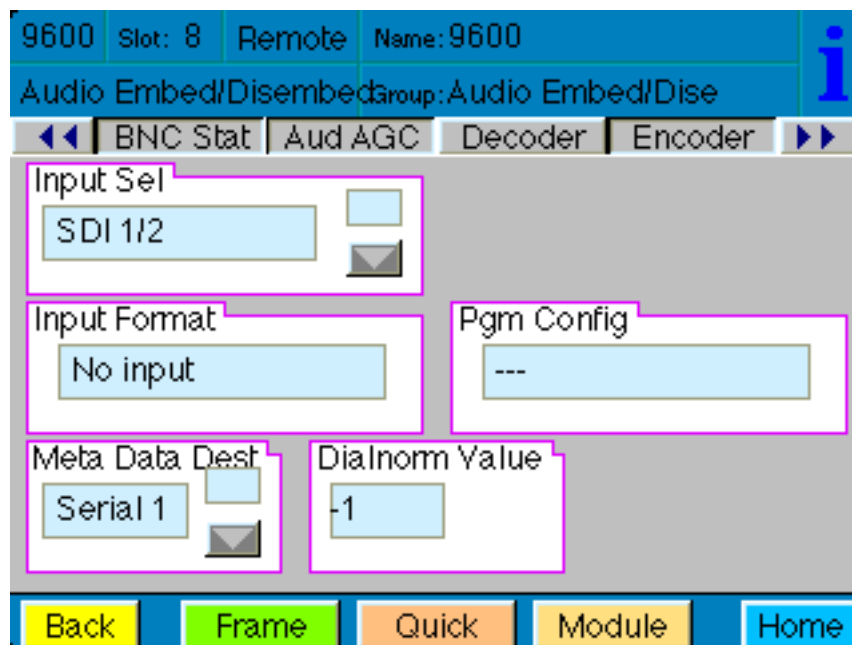 9600 Slot: 8 Remote Name:9600
Audio Embed/Disembed Group:Audio Embed/Dise
BNC Stat Aud AGC Decoder Encoder
Input Sel
SDI 1/2
Input Format Pgm Config
No input ---
Meta Data Dest Dialnorm Value
Serial 1 -1
Back Frame Quick Module Home